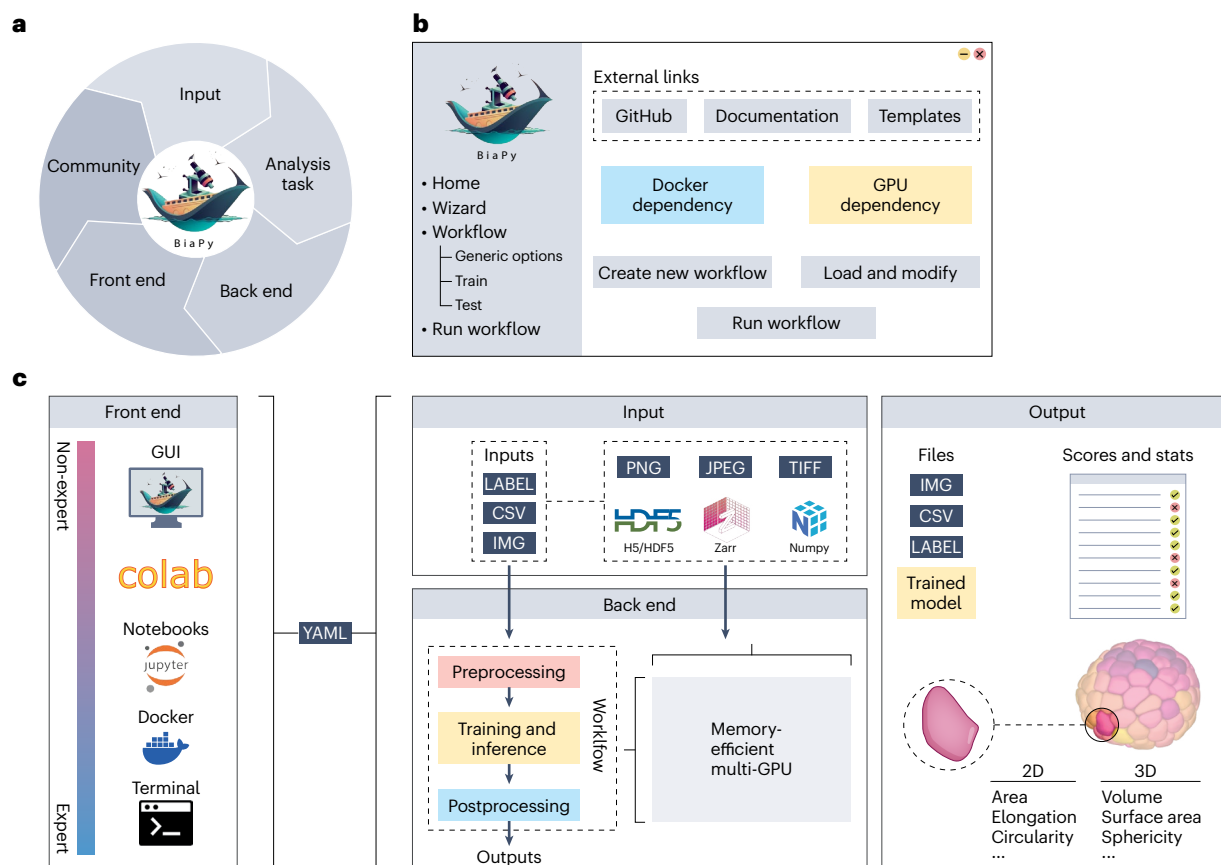 a
Input
Community
Analysis
task
BiaPy
Front end
Back end
b
BiaPy
• Home
• Wizard
• Workflow
Generic options
Train
Test
• Run workflow
External links
GitHub
Documentation
Templates
Docker
dependency
GPU
dependency
Create new workflow
Load and modify
Run workflow
c
Front end
Non-expert
Expert
GUI
colab
Notebooks
jupyter
Docker
Terminal
YAML
Input
Inputs
LABEL
CSV
IMG
PNG
JPEG
TIFF
HDF5
H5/HDF5
Zarr
Numpy
Back end
Preprocessing
Training and
inference
Postprocessing
Outputs
Worklfow
Memory-
efficient
multi-GPU
Output
Files
IMG
CSV
LABEL
Trained
model
Scores and stats
2D
Area
Elongation
Circularity
...
3D
Volume
Surface area
Sphericity
...